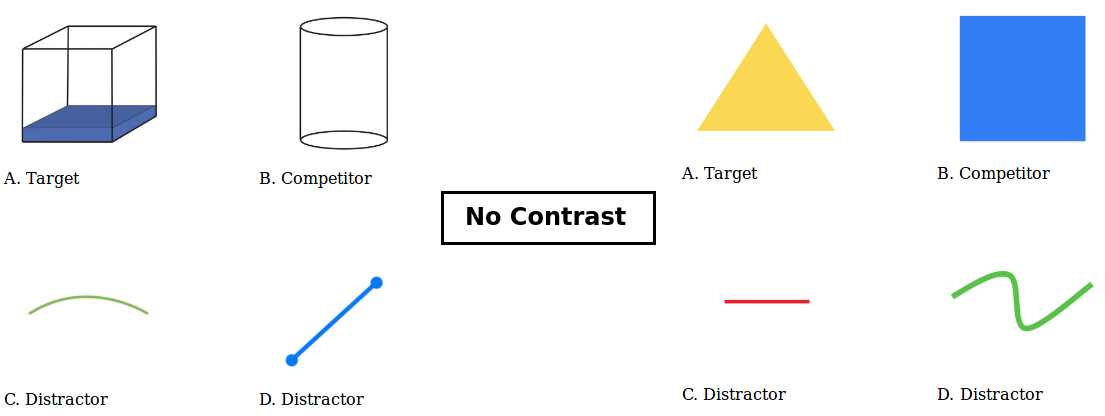 A. Target
B. Competitor
C. Distractor
D. Distractor
No Contrast
A. Target
B. Competitor
C. Distractor
D. Distractor